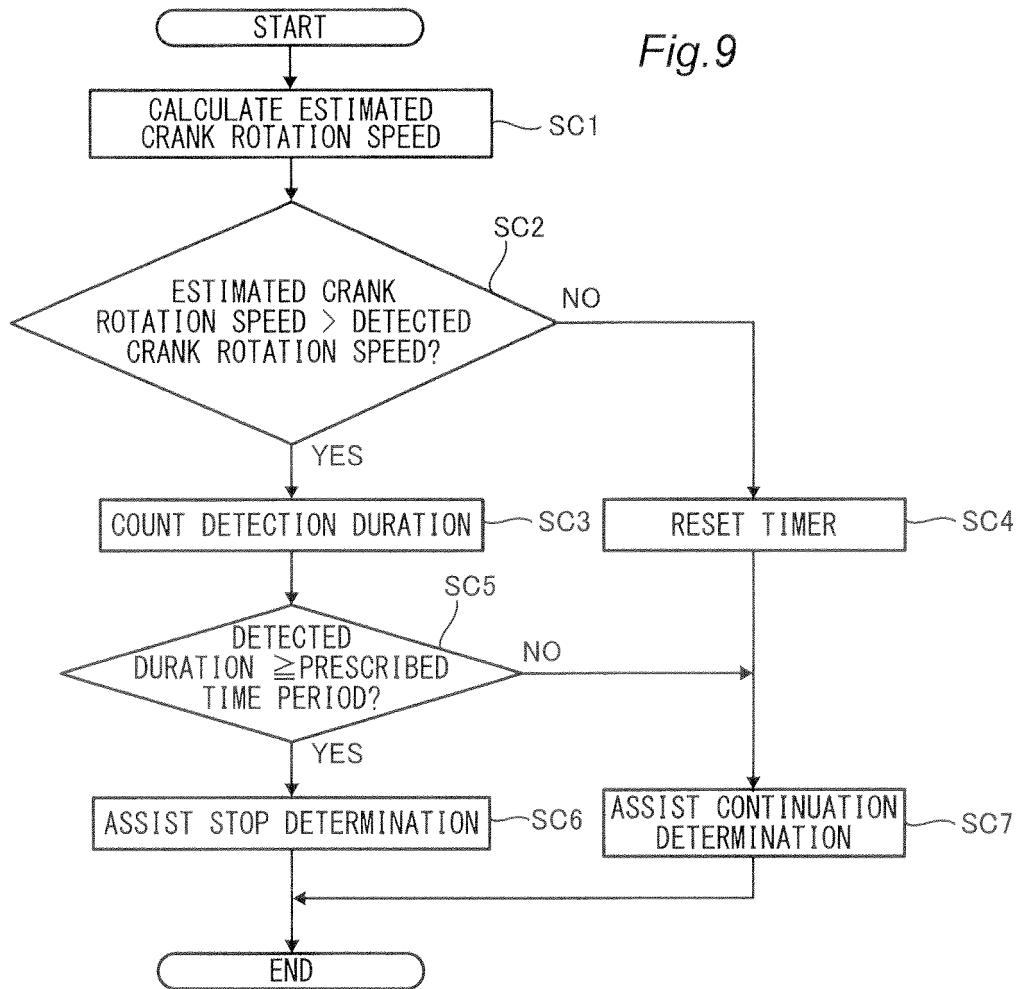 START
Fig.9
CALCULATE ESTIMATED
CRANK ROTATION SPEED
SC1
SC2
ESTIMATED CRANK
ROTATION SPEED > DETECTED
CRANK ROTATION SPEED?
NO
YES
COUNT DETECTION DURATION
SC3
RESET TIMER
SC4
SC5
DETECTED
DURATION ≧PRESCRIBED
TIME PERIOD?
NO
YES
ASSIST STOP DETERMINATION
SC6
ASSIST CONTINUATION
DETERMINATION
SC7
END